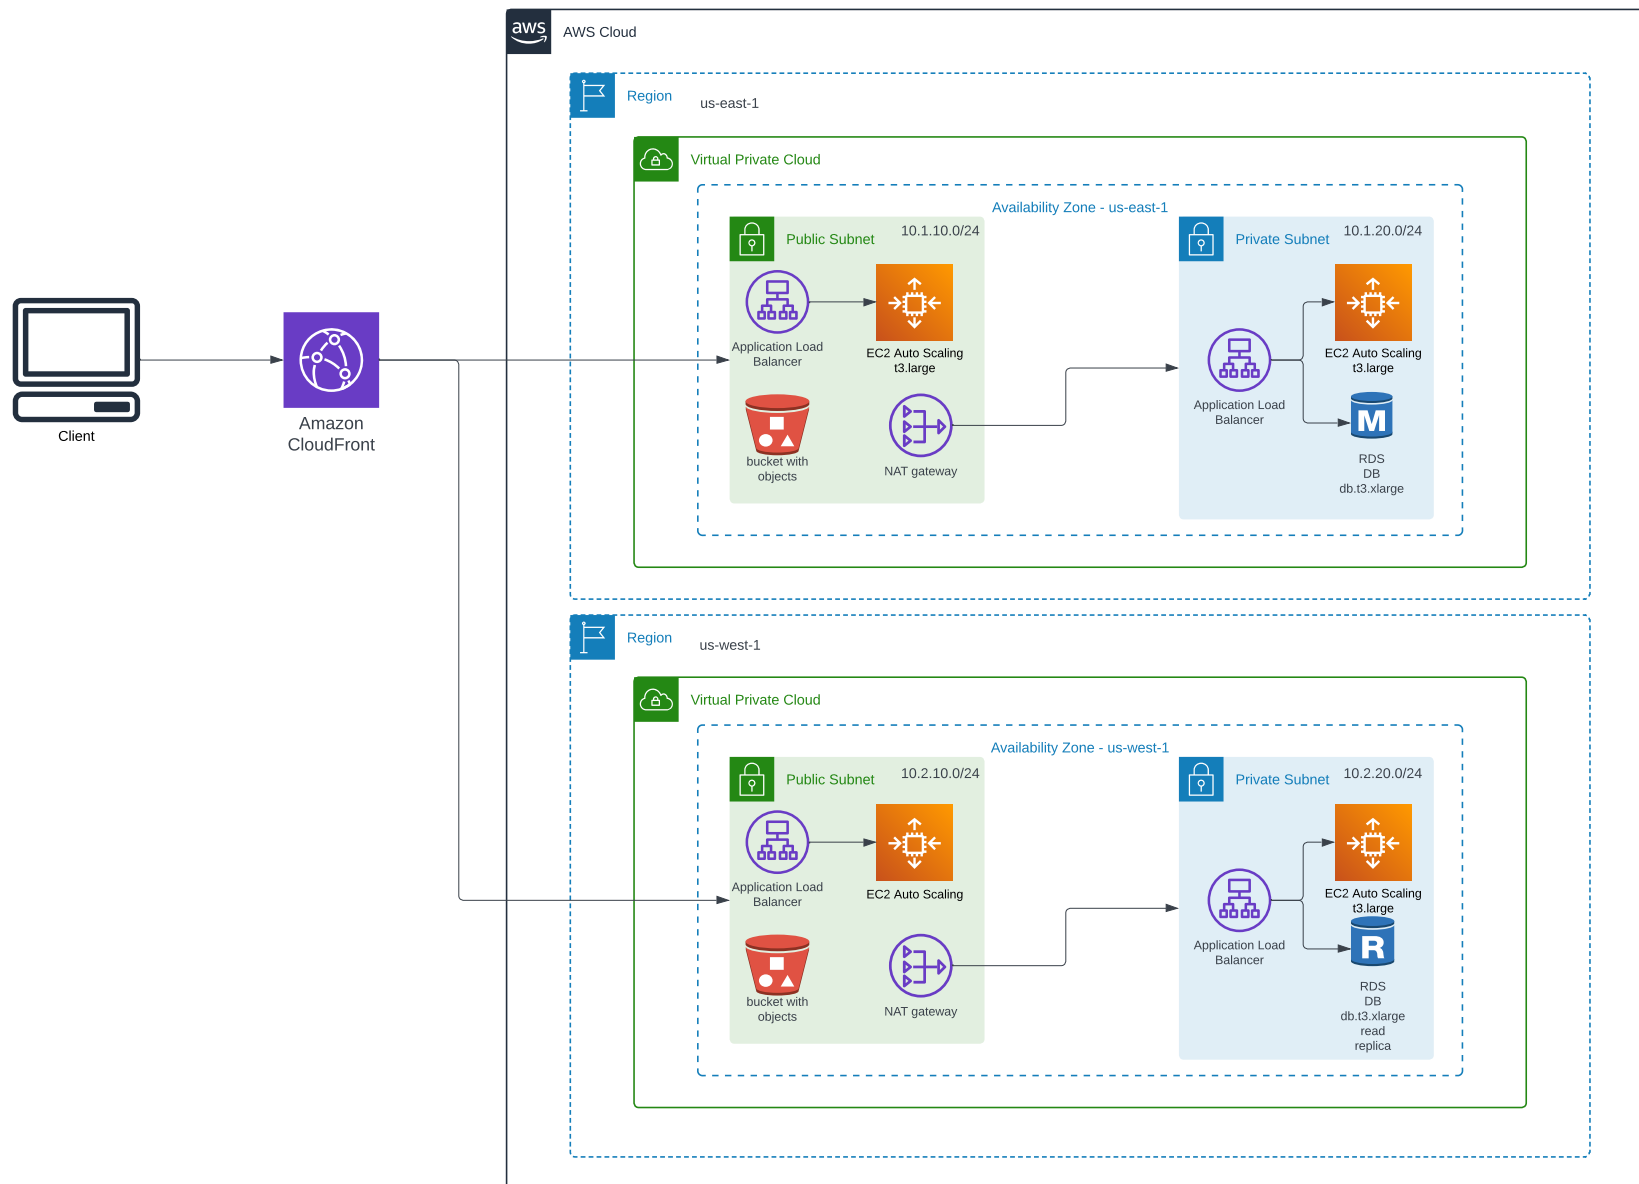 aws
AWS Cloud
Region
us-east-1
Virtual Private Cloud
Availability Zone - us-east-1
Public Subnet
10.1.10.0/24
Private Subnet
10.1.20.0/24
Application Load
Balancer
EC2 Auto Scaling
t3.large
Application Load
Balancer
EC2 Auto Scaling
t3.large
M
Client
Amazon
CloudFront
bucket with
objects
NAT gateway
RDS
DB
db.t3.xlarge
Region
us-west-1
Virtual Private Cloud
Availability Zone - us-west-1
Public Subnet
10.2.10.0/24
Private Subnet
10.2.20.0/24
Application Load
Balancer
EC2 Auto Scaling
Application Load
Balancer
EC2 Auto Scaling
t3.large
R
bucket with
objects
NAT gateway
RDS
DB
db.t3.xlarge
read
replica